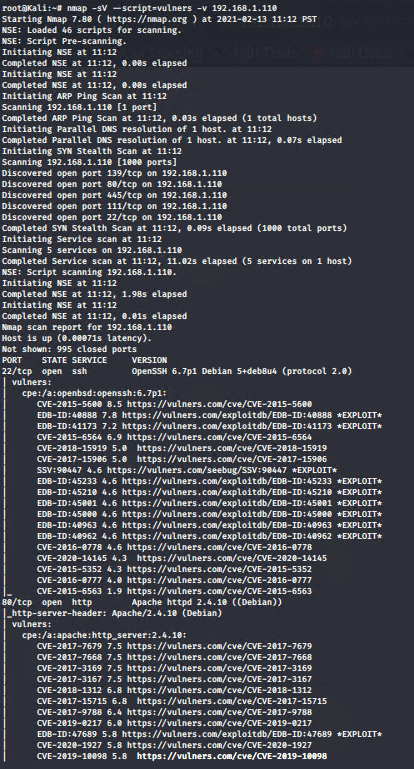 root@Kali:~# nmap -sV --script=vulners -v 192.168.1.110
Starting Nmap 7.80 ( https://nmap.org ) at 2021-02-13 11:12 PST
NSE: Loaded 46 scripts for scanning.
NSE: Script Pre-scanning.
Initiating NSE at 11:12
Completed NSE at 11:12, 0.00s elapsed
Initiating NSE at 11:12
Completed NSE at 11:12, 0.00s elapsed
Initiating ARP Ping Scan at 11:12
Scanning 192.168.1.110 [1 port]
Completed ARP Ping Scan at 11:12, 0.03s elapsed (1 total hosts)
Initiating Parallel DNS resolution of 1 host. at 11:12
Completed Parallel DNS resolution of 1 host. at 11:12, 0.07s elapsed
Initiating SYN Stealth Scan at 11:12
Scanning 192.168.1.110 [1000 ports]
Discovered open port 139/tcp on 192.168.1.110
Discovered open port 80/tcp on 192.168.1.110
Discovered open port 445/tcp on 192.168.1.110
Discovered open port 111/tcp on 192.168.1.110
Discovered open port 22/tcp on 192.168.1.110
Completed SYN Stealth Scan at 11:12, 0.09s elapsed (1000 total ports)
Initiating Service scan at 11:12
Scanning 5 services on 192.168.1.110
Completed Service scan at 11:12, 11.02s elapsed (5 services on 1 host)
NSE: Script scanning 192.168.1.110.
Initiating NSE at 11:12
Completed NSE at 11:12, 1.98s elapsed
Initiating NSE at 11:12
Completed NSE at 11:12, 0.01s elapsed
Nmap scan report for 192.168.1.110
Host is up (0.00071s latency).
Not shown: 995 closed ports
PORT STATE SERVICE VERSION
22/tcp open ssh OpenSSH 6.7p1 Debian 5+deb8u4 (protocol 2.0)
| vulners:
| cpe:/a:openbsd:openssh:6.7p1:
| CVE-2015-5600 8.5 https://vulners.com/cve/CVE-2015-5600
| EDB-ID:40888 7.8 https://vulners.com/exploitdb/EDB-ID:40888 *EXPLOIT*
| EDB-ID:41173 7.2 https://vulners.com/exploitdb/EDB-ID:41173 *EXPLOIT*
| CVE-2015-6564 6.9 https://vulners.com/cve/CVE-2015-6564
| CVE-2018-15919 5.0 https://vulners.com/cve/CVE-2018-15919
| CVE-2017-15906 5.0 https://vulners.com/cve/CVE-2017-15906
| SSV:90447 4.6 https://vulners.com/seebug/SSV:90447 *EXPLOIT*
| EDB-ID:45233 4.6 https://vulners.com/exploitdb/EDB-ID:45233 *EXPLOIT*
| EDB-ID:45210 4.6 https://vulners.com/exploitdb/EDB-ID:45210 *EXPLOIT*
| EDB-ID:45001 4.6 https://vulners.com/exploitdb/EDB-ID:45001 *EXPLOIT*
| EDB-ID:45000 4.6 https://vulners.com/exploitdb/EDB-ID:45000 *EXPLOIT*
| EDB-ID:40963 4.6 https://vulners.com/exploitdb/EDB-ID:40963 *EXPLOIT*
| EDB-ID:40962 4.6 https://vulners.com/exploitdb/EDB-ID:40962 *EXPLOIT*
| CVE-2016-0778 4.6 https://vulners.com/cve/CVE-2016-0778
| CVE-2020-14145 4.3 https://vulners.com/cve/CVE-2020-14145
| CVE-2015-5352 4.3 https://vulners.com/cve/CVE-2015-5352
| CVE-2016-0777 4.0 https://vulners.com/cve/CVE-2016-0777
|_ CVE-2015-6563 1.9 https://vulners.com/cve/CVE-2015-6563
80/tcp open http Apache httpd 2.4.10 ((Debian))
|_http-server-header: Apache/2.4.10 (Debian)
| vulners:
| cpe:/a:apache:http_server:2.4.10:
| CVE-2017-7679 7.5 https://vulners.com/cve/CVE-2017-7679
| CVE-2017-7668 7.5 https://vulners.com/cve/CVE-2017-7668
| CVE-2017-3169 7.5 https://vulners.com/cve/CVE-2017-3169
| CVE-2017-3167 7.5 https://vulners.com/cve/CVE-2017-3167
| CVE-2018-1312 6.8 https://vulners.com/cve/CVE-2018-1312
| CVE-2017-15715 6.8 https://vulners.com/cve/CVE-2017-15715
| CVE-2017-9788 6.4 https://vulners.com/cve/CVE-2017-9788
| CVE-2019-0217 6.0 https://vulners.com/cve/CVE-2019-0217
| EDB-ID:47689 5.8 https://vulners.com/exploitdb/EDB-ID:47689 *EXPLOIT*
| CVE-2020-1927 5.8 https://vulners.com/cve/CVE-2020-1927
| CVE-2019-10098 5.8 https://vulners.com/cve/CVE-2019-10098